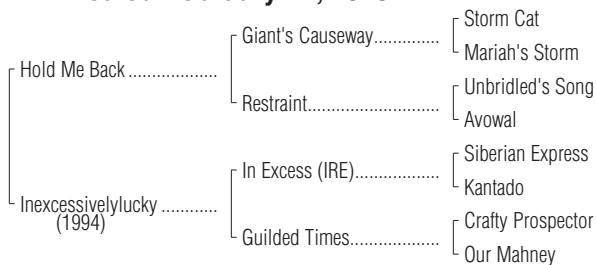 Storm Cat
Giant's Causeway..............
Mariah's Storm
Hold Me Back ...................
Unbridled's Song
Restraint............................
Avowal
Siberian Express
In Excess (IRE)..................
Kantado
Inexcessivelylucky ............
(1994)
Crafty Prospector
Guilded Times...................
Our Mahney